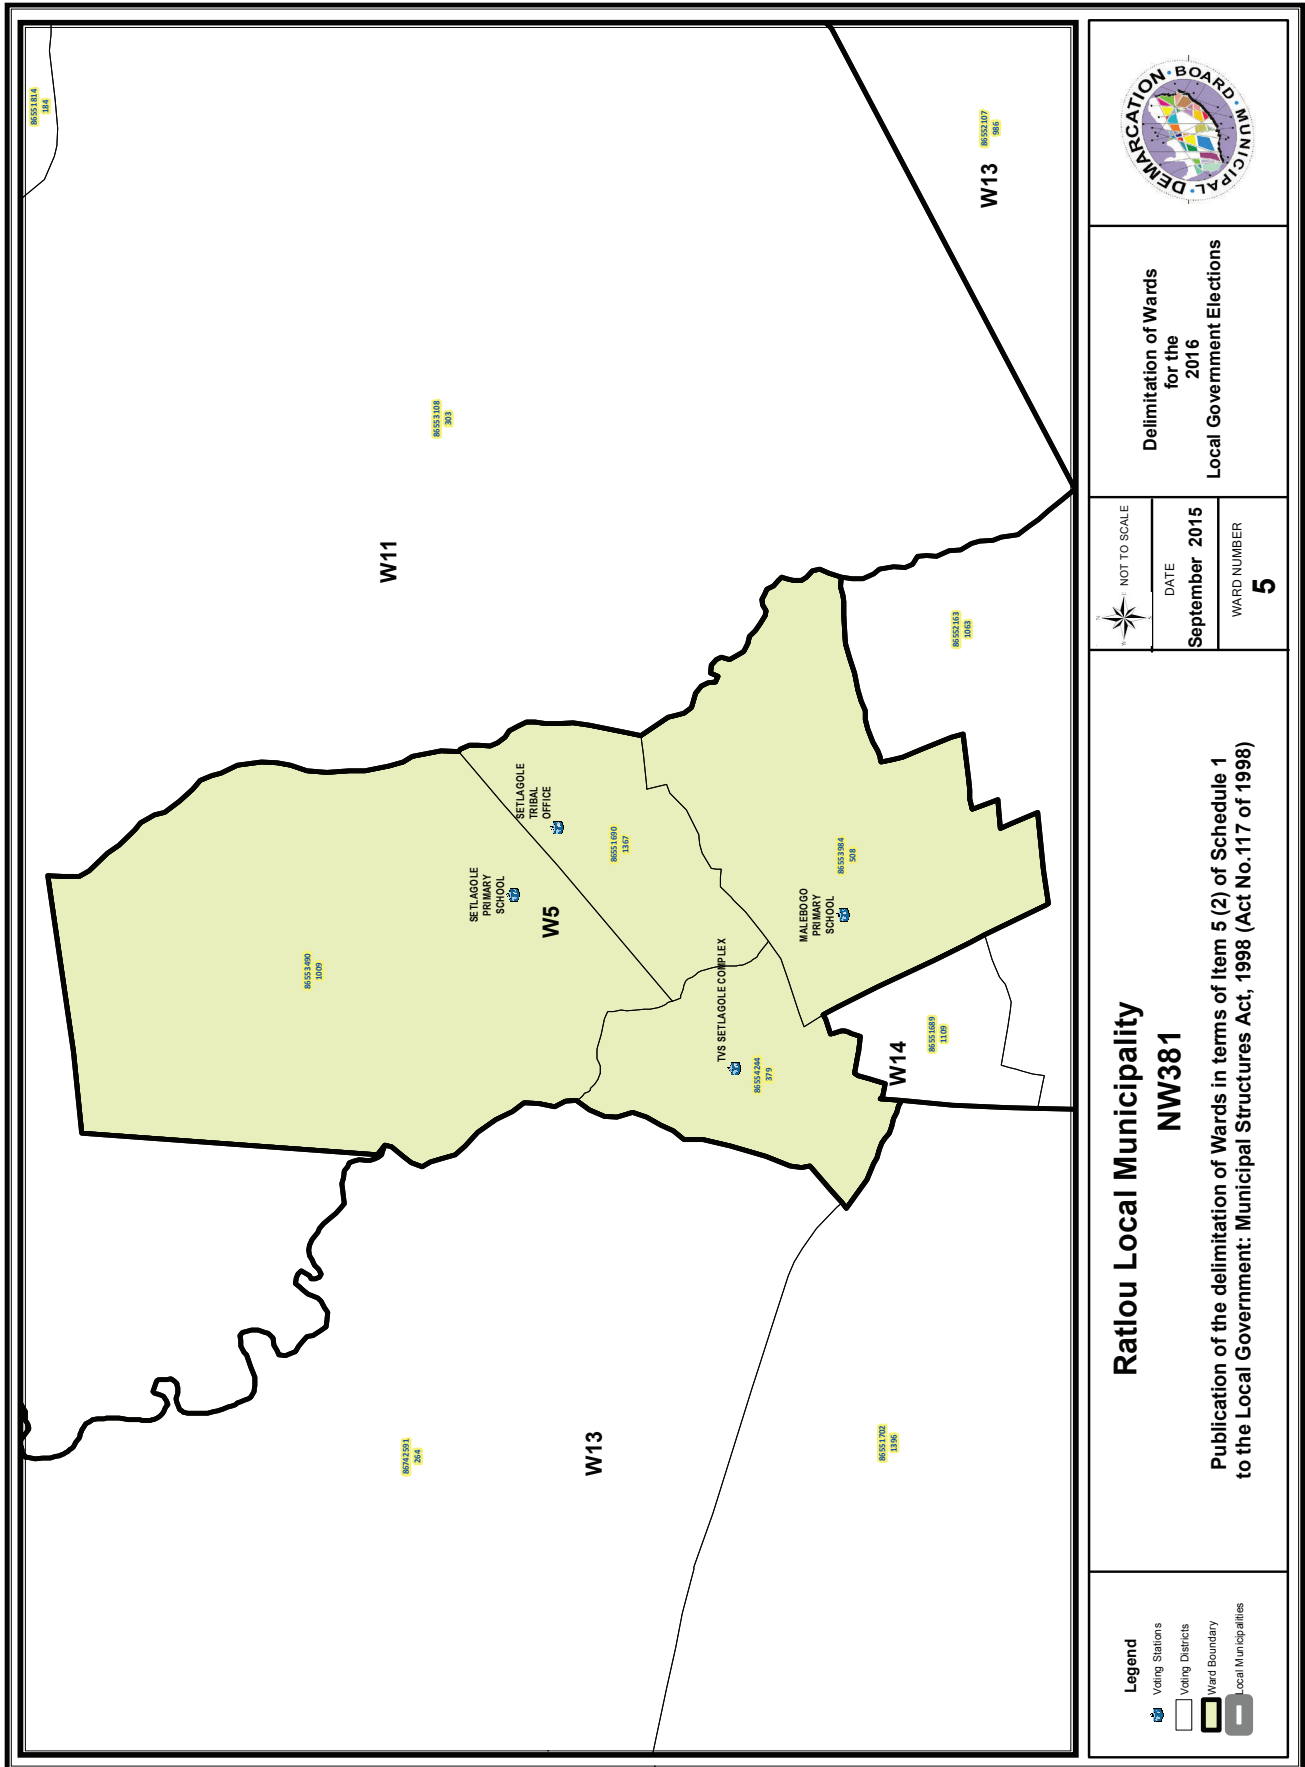 86551814
184
86553108
303
W11
86552107
986
W13
86552163
1063
SETLAGOLE
TRIBAL
OFFICE
86551690
1367
SETLAGOLE
PRIMARY
SCHOOL
W5
86553490
1009
MALEBOGO
PRIMARY
SCHOOL
86553984
508
TVS SETLAGOLE COMPLEX
86554244
379
W14
86551689
1109
86742591
264
W13
86551702
1396
Legend
Voting Stations
Voting Districts
Ward Boundary
Local Municipalities
Ratlou Local Municipality
NW381
Publication of the delimitation of Wards in terms of Item 5 (2) of Schedule 1
to the Local Government: Municipal Structures Act, 1998 (Act No.117 of 1998)
NOT TO SCALE
DATE
September 2015
WARD NUMBER
5
Delimitation of Wards
for the
2016
Local Government Elections
MUNICIPAL • DEMARCATION • BOARD •